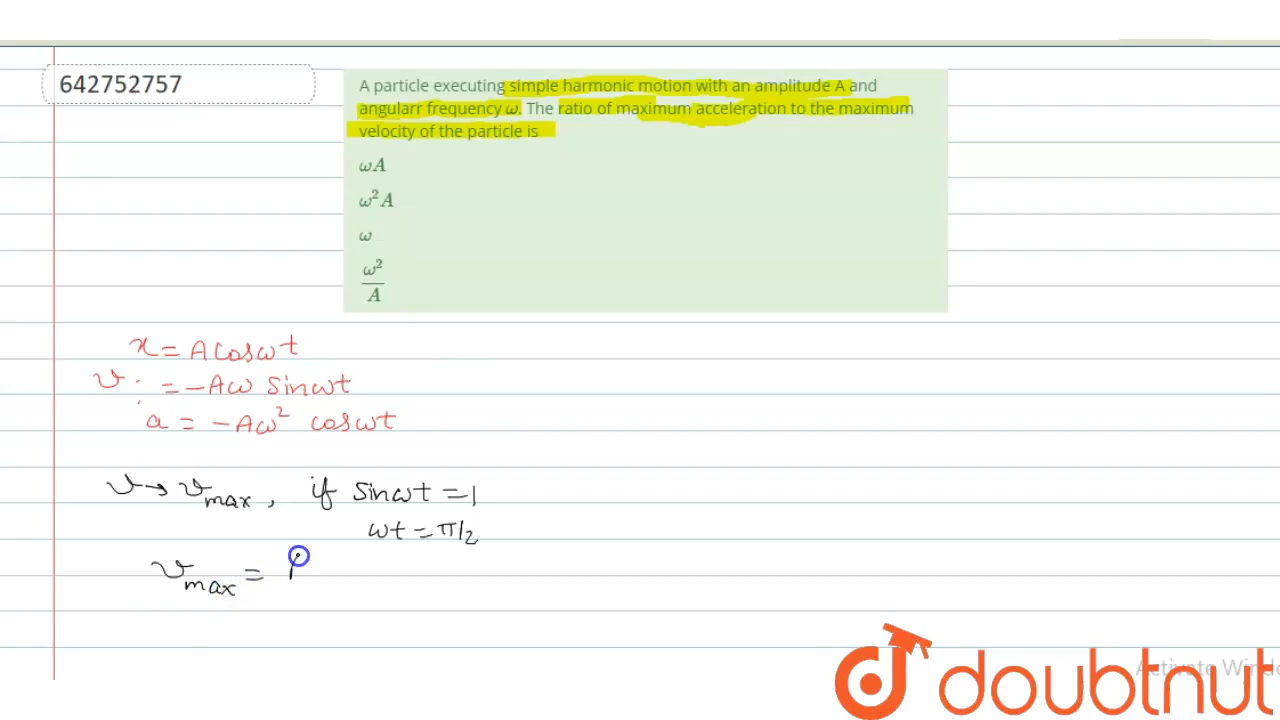 642752757
A particle executing simple harmonic motion with an amplitude A and
angularr frequency ω. The ratio of maximum acceleration to the maximum
velocity of the particle is
ωA
ω²A
ω
ω²/A
x = A cos ωt
v = -Aω sin ωt
a = -Aω² cos ωt
v → v_max, if sin ωt = 1
ωt = π/2
v_max =
Activate Windo
doubtnut